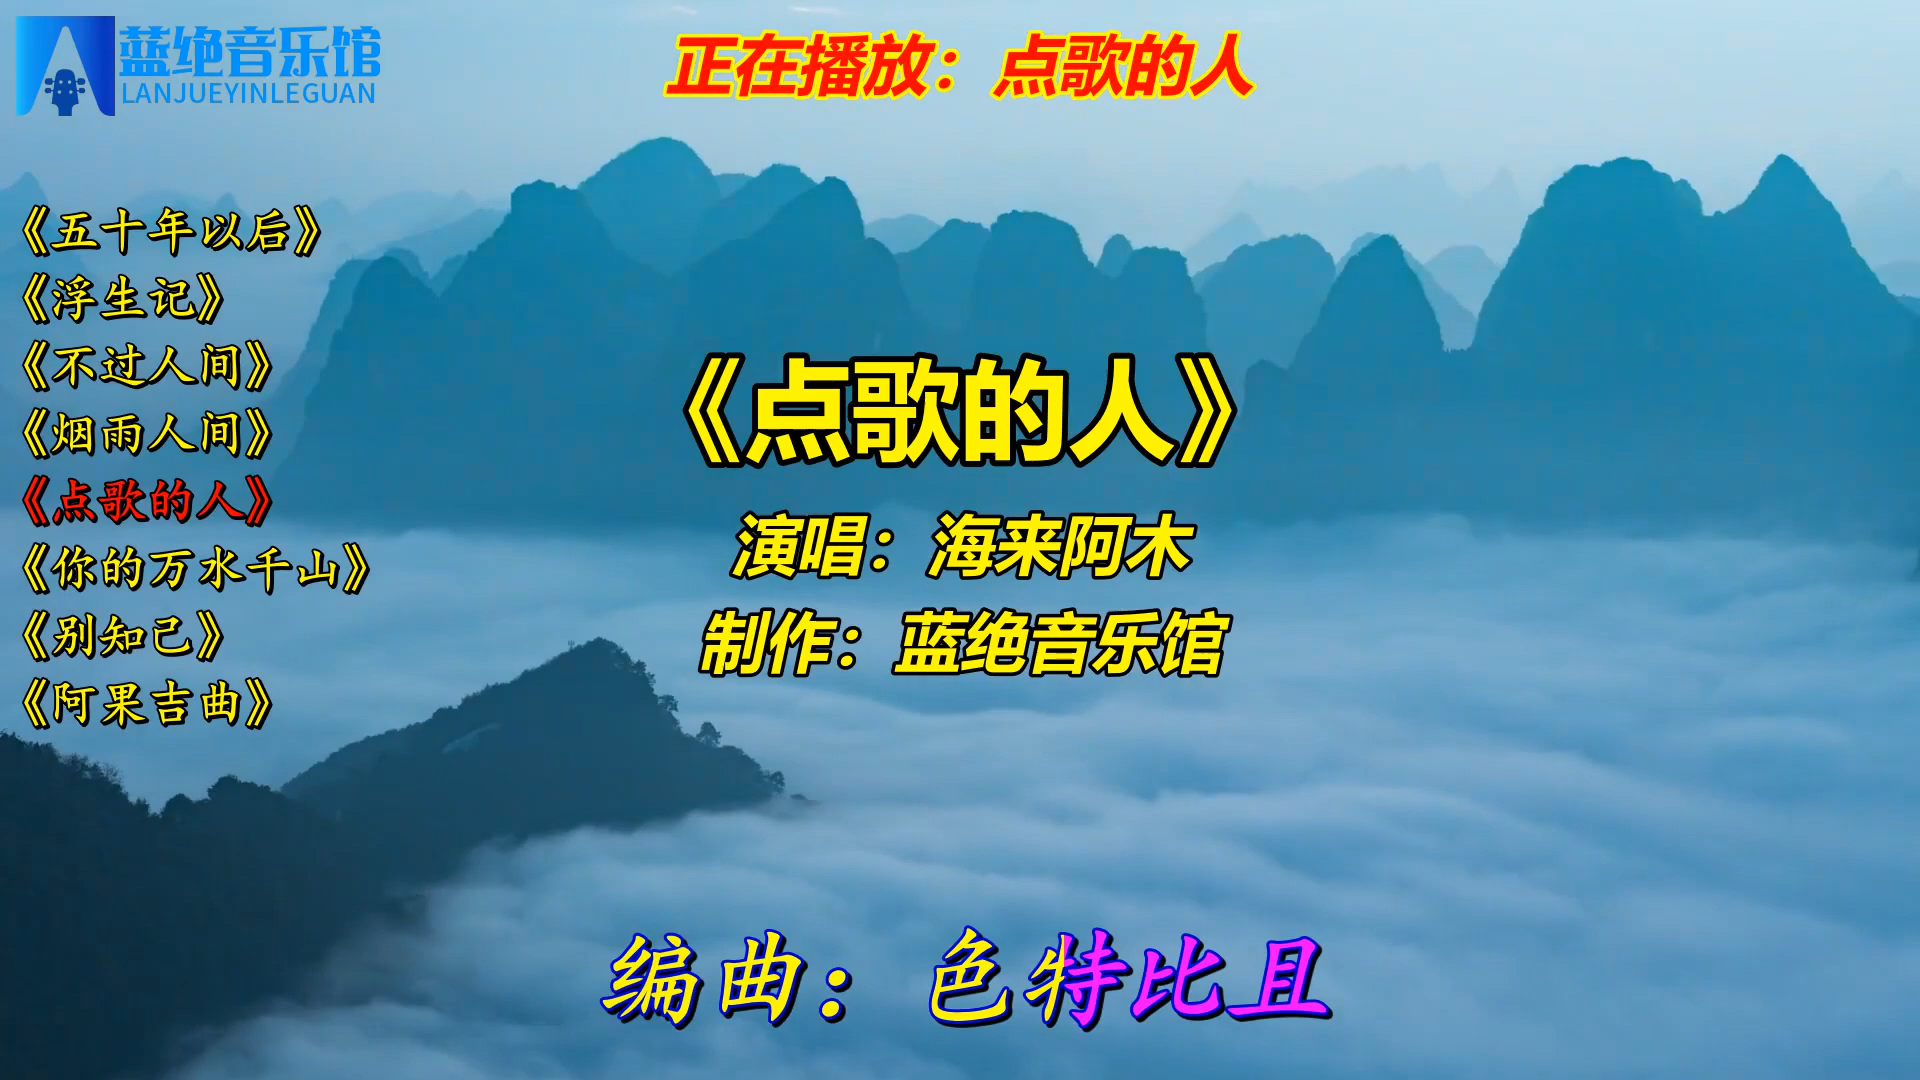 蓝绝音乐馆
LANJUEYINLEGUAN
正在播放：点歌的人
《五十年以后》
《浮生记》
《不过人间》
《烟雨人间》
《点歌的人》
《你的万水千山》
《别知己》
《阿果吉曲》
《点歌的人》
演唱：海来阿木
制作：蓝绝音乐馆
编曲：色特比且